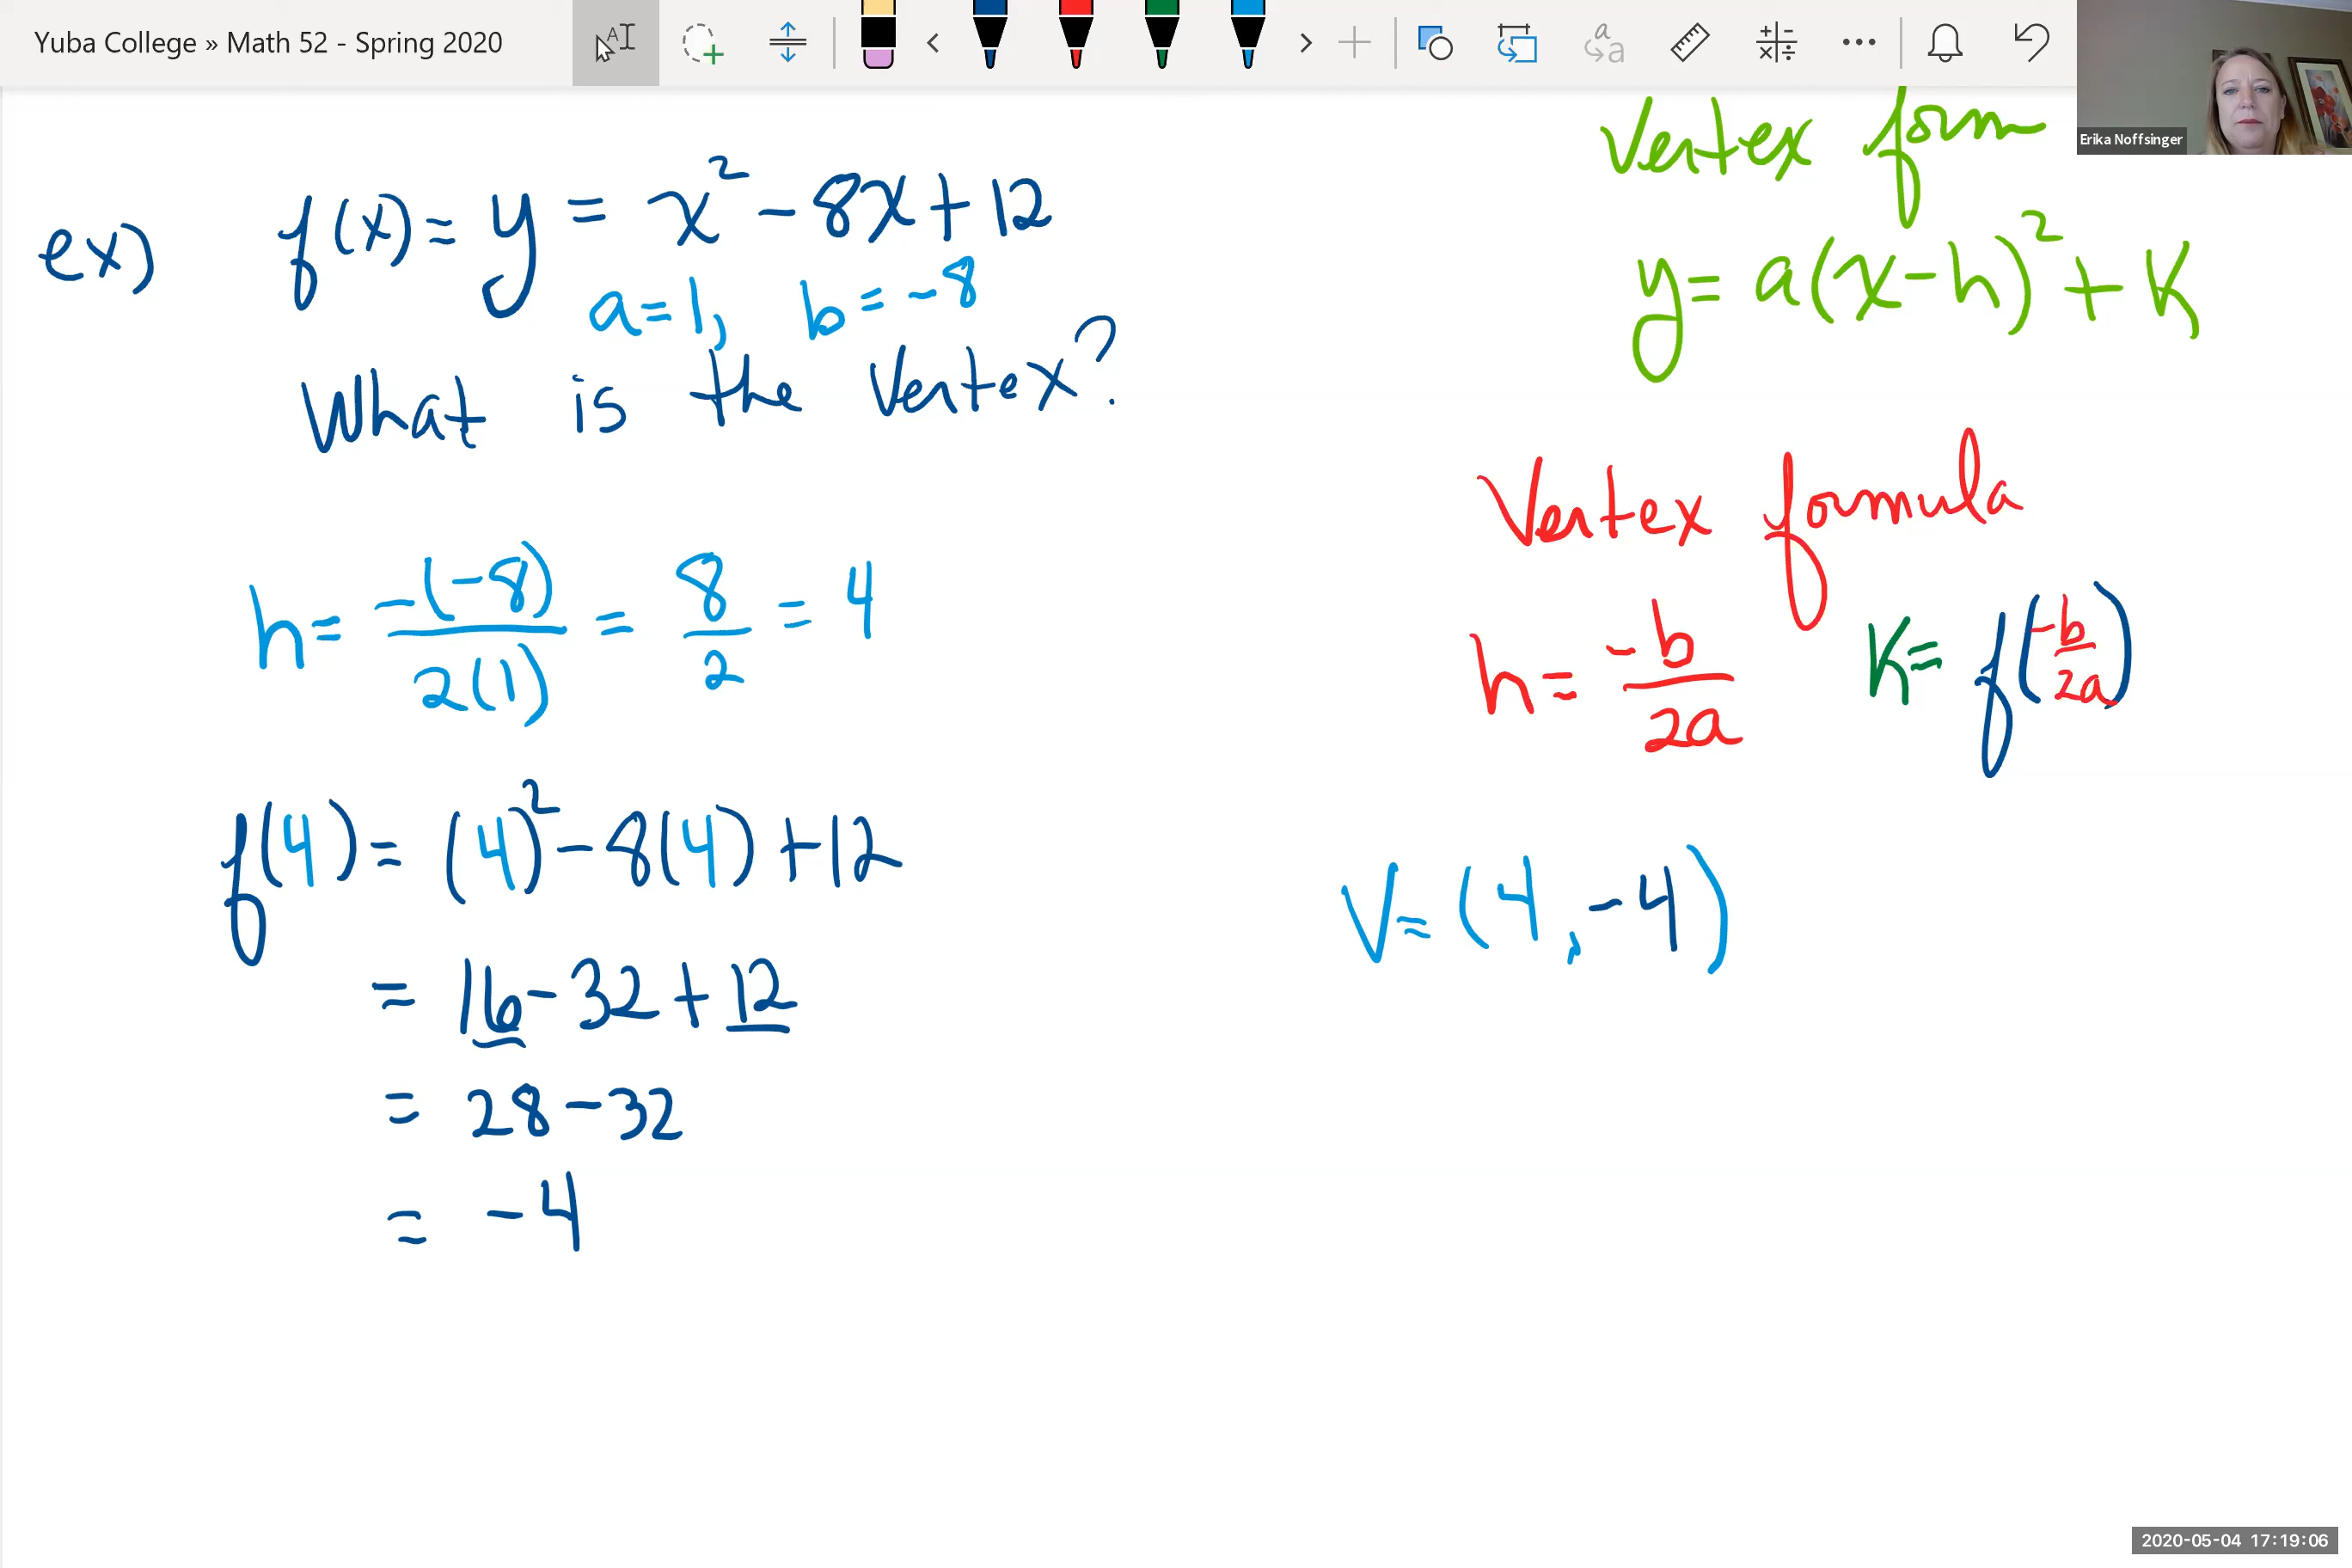 Yuba College » Math 52 - Spring 2020
Erika Noffsinger
ex) f(x) = y = x² - 8x + 12
a = 1, b = -8
What is the Vertex?
h = -(-8)/2(1) = 8/2 = 4
f(4) = (4)² - 8(4) + 12
= 16 - 32 + 12
= 28 - 32
= -4
Vertex form
y = a(x-h)² + K
Vertex formula
h = -b/2a K = f(-b/2a)
V = (4, -4)
2020-05-04 17:19:06